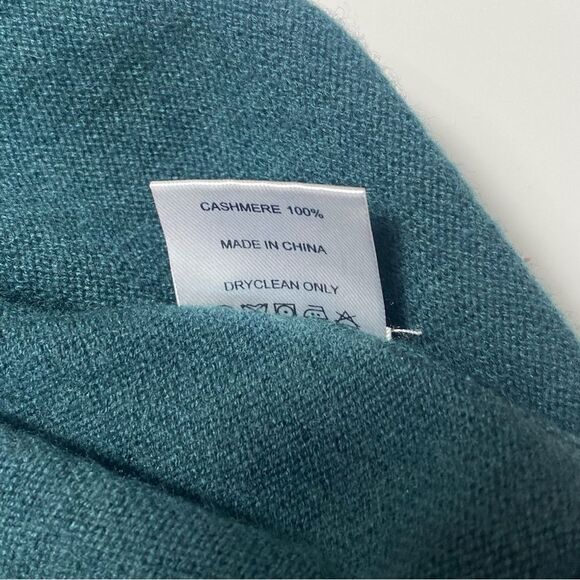 CASHMERE 100%
MADE IN CHINA
DRYCLEAN ONLY